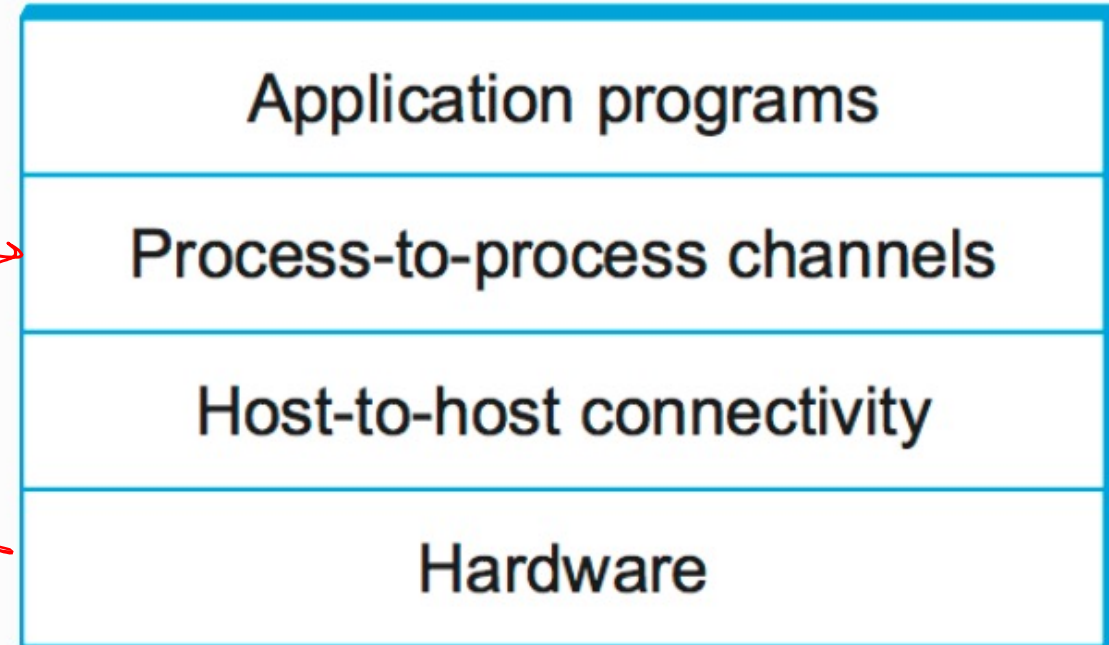 Application programs
Process-to-process channels
Host-to-host connectivity
Hardware